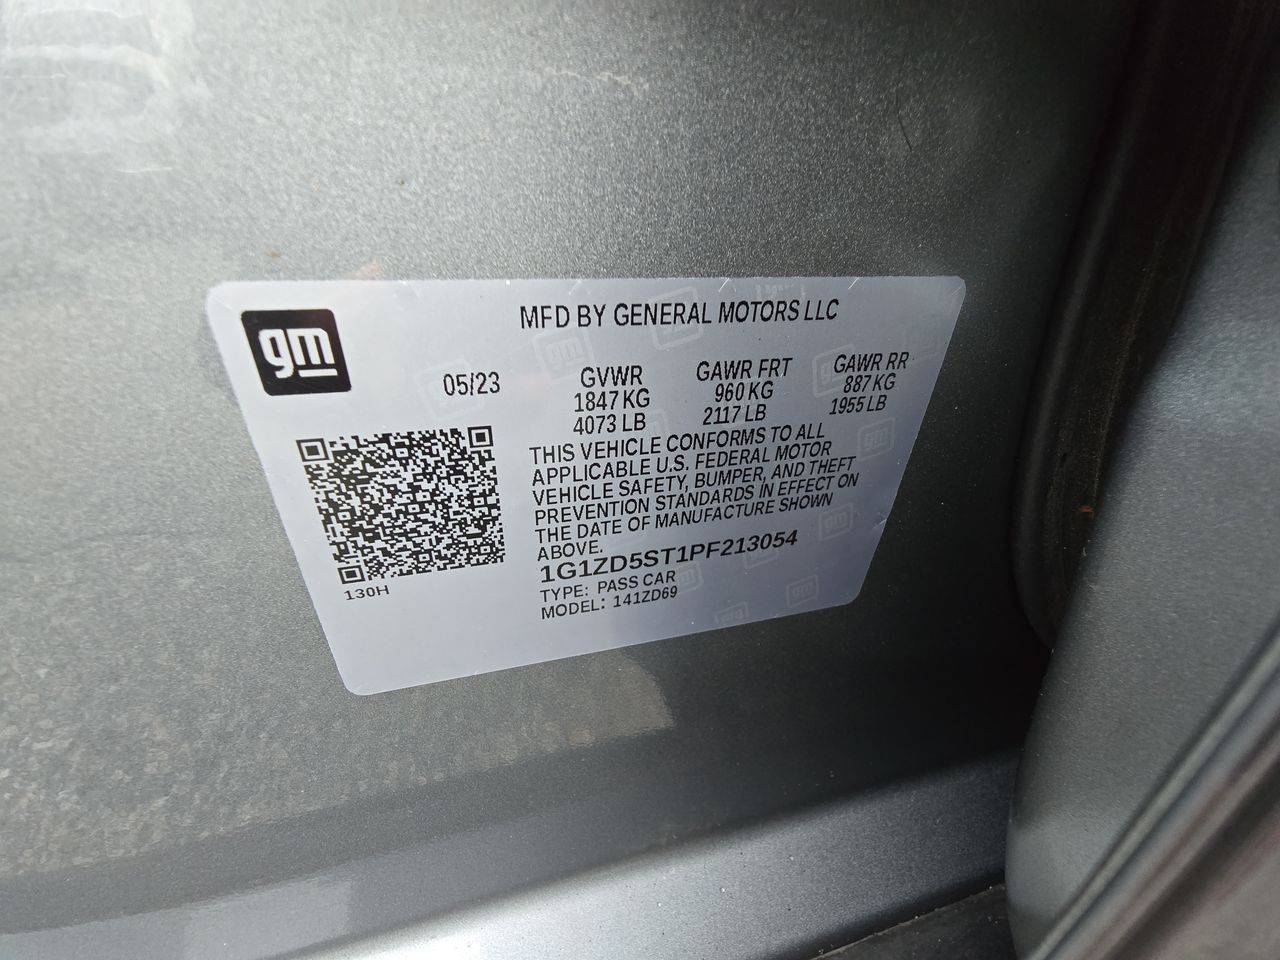 gm
MFD BY GENERAL MOTORS LLC
05/23
GVWR
1847 KG
4073 LB
GAWR FRT
960 KG
2117 LB
GAWR RR
887 KG
1955 LB
THIS VEHICLE CONFORMS TO ALL
APPLICABLE U.S. FEDERAL MOTOR
VEHICLE SAFETY, BUMPER, AND THEFT
PREVENTION STANDARDS IN EFFECT ON
THE DATE OF MANUFACTURE SHOWN
ABOVE.
1G1ZD5ST1PF213054
TYPE: PASS CAR
MODEL: 141ZD69
130H